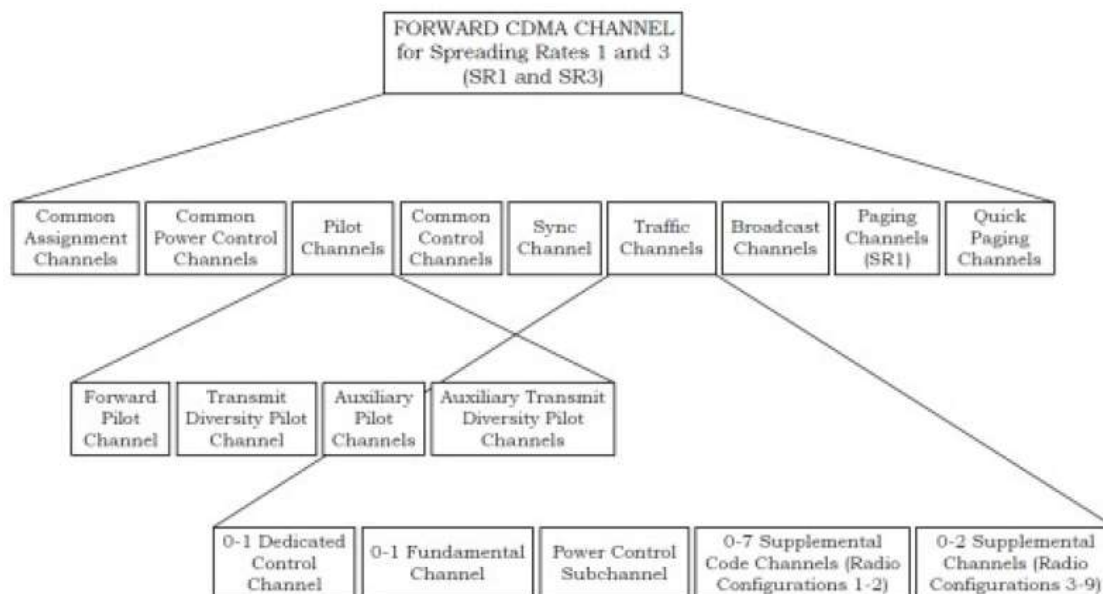 FORWARD CDMA CHANNEL
for Spreading Rates 1 and 3
(SR1 and SR3)
Common
Assignment
Channels
Common
Power Control
Channels
Pilot
Channels
Common
Control
Channels
Sync
Channel
Traffic
Channels
Broadcast
Channels
Paging
Channels
(SR1)
Quick
Paging
Channels
Forward
Pilot
Channel
Transmit
Diversity Pilot
Channel
Auxiliary
Pilot
Channels
Auxiliary Transmit
Diversity Pilot
Channels
0-1 Dedicated
Control
Channel
0-1 Fundamental
Channel
Power Control
Subchannel
0-7 Supplemental
Code Channels (Radio
Configurations 1-2)
0-2 Supplemental
Channels (Radio
Configurations 3-9)